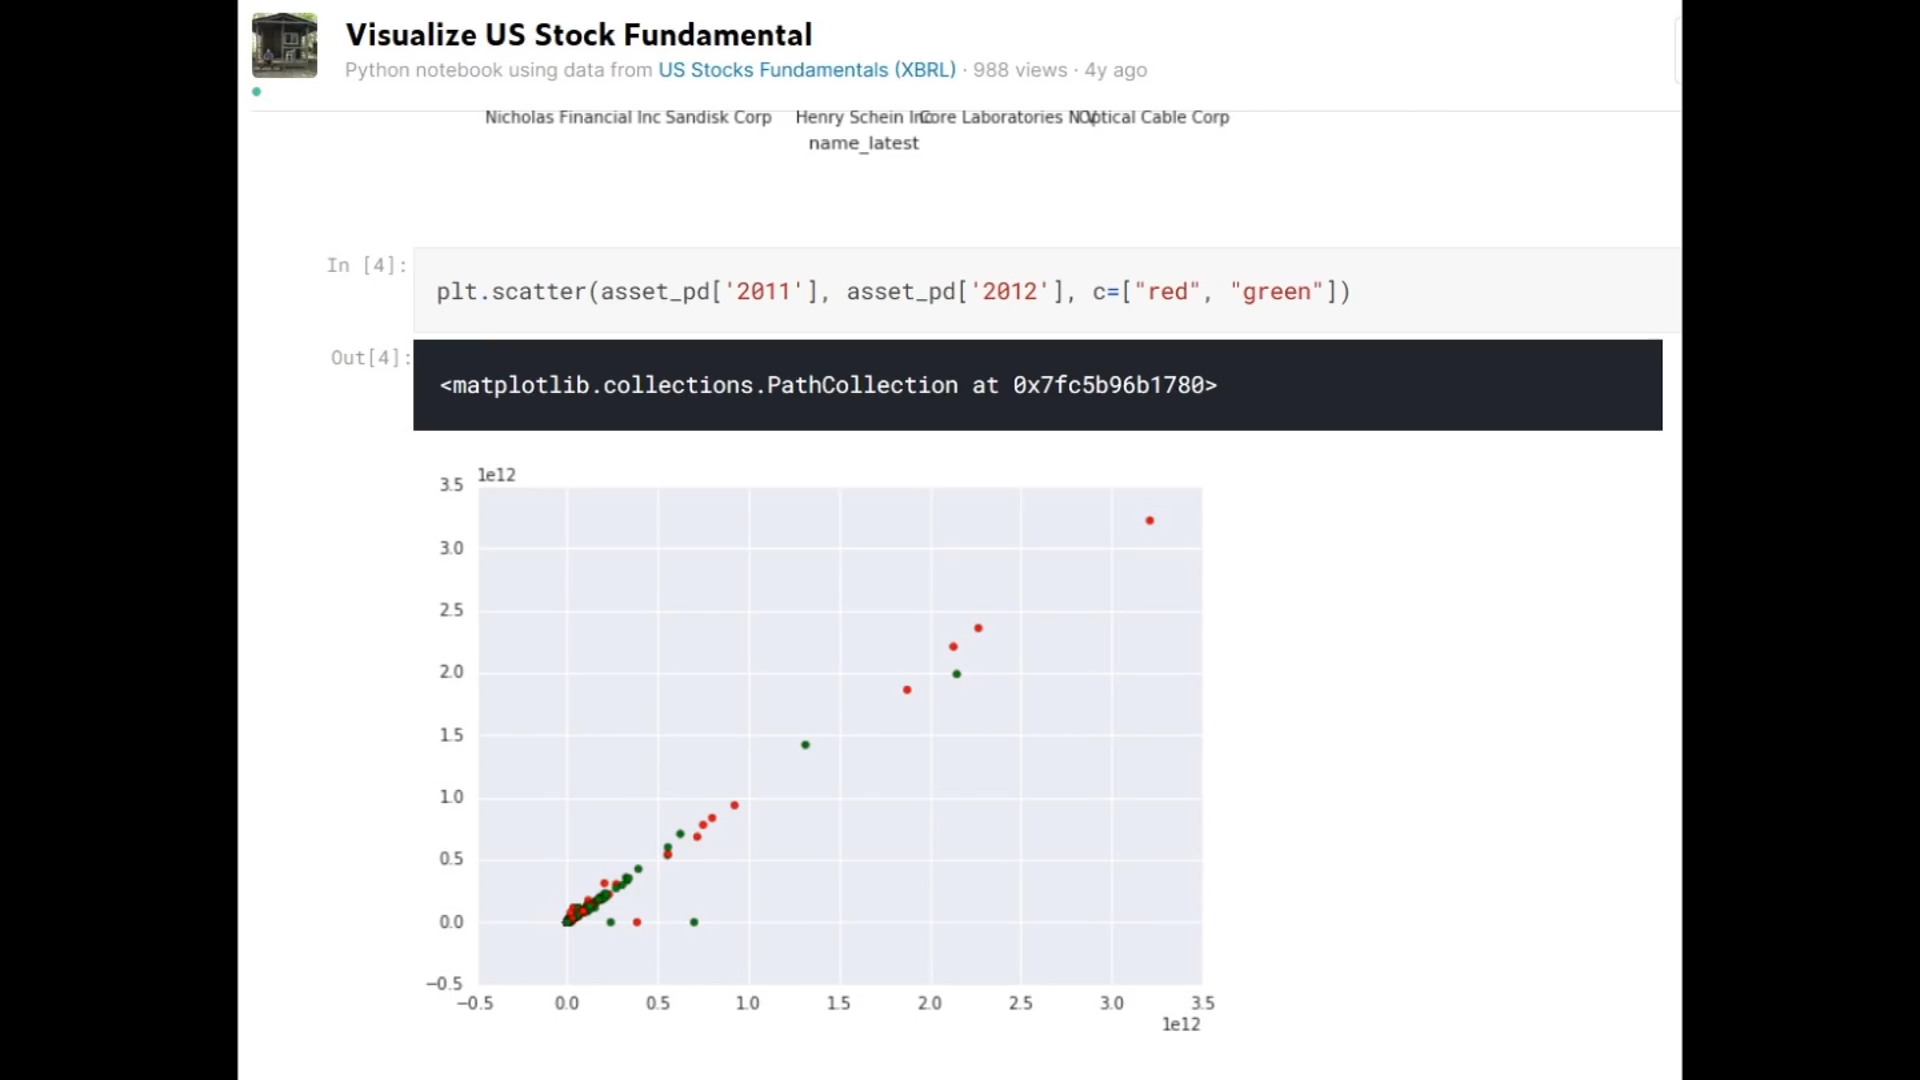 Visualize US Stock Fundamental
Python notebook using data from US Stocks Fundamentals (XBRL) · 988 views · 4y ago
Nicholas Financial Inc Sandisk Corp Henry Schein Inc Core Laboratories N V Optical Cable Corp
name_latest
In [4]:
plt.scatter(asset_pd['2011'], asset_pd['2012'], c=["red", "green"])
Out[4]:
<matplotlib.collections.PathCollection at 0x7fc5b96b1780>
1e12
3.5
3.0
2.5
2.0
1.5
1.0
0.5
0.0
−0.5
−0.5 0.0 0.5 1.0 1.5 2.0 2.5 3.0 3.5
1e12